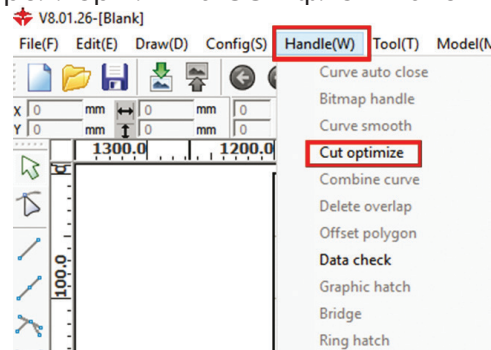 V8.01.26-[Blank]
File(F) Edit(E) Draw(D) Config(S) Handle(W) Tool(T) Model(M
X 0 mm 0 mm 0
Y 0 mm 0 mm 0
1300.0 1200.0
100.0
Curve auto close
Bitmap handle
Curve smooth
Cut optimize
Combine curve
Delete overlap
Offset polygon
Data check
Graphic hatch
Bridge
Ring hatch